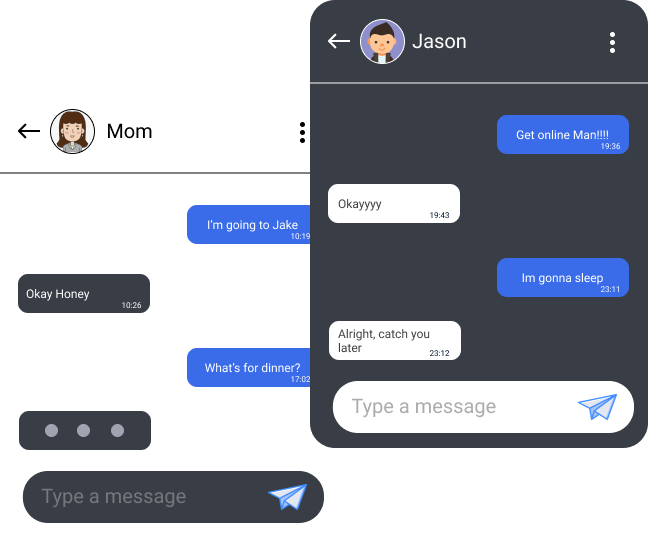 Mom
I'm going to Jake
10:19
Okay Honey
10:26
What's for dinner?
17:02
Type a message
Jason
Get online Man!!!!
19:36
Okayyyy
19:43
Im gonna sleep
23:11
Alright, catch you
later
23:12
Type a message